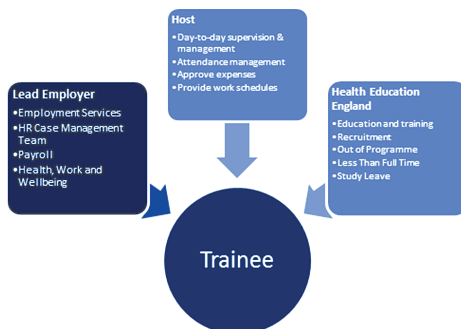 Host
•Day-to-day supervision &
management
•Attendance management
•Approve expenses
•Provide work schedules
Lead Employer
•Employment Services
•HR Case Management
Team
•Payroll
•Health, Work and
Wellbeing
Health Education
England
•Education and training
•Recruitment
•Out of Programme
•Less Than Full Time
•Study Leave
Trainee